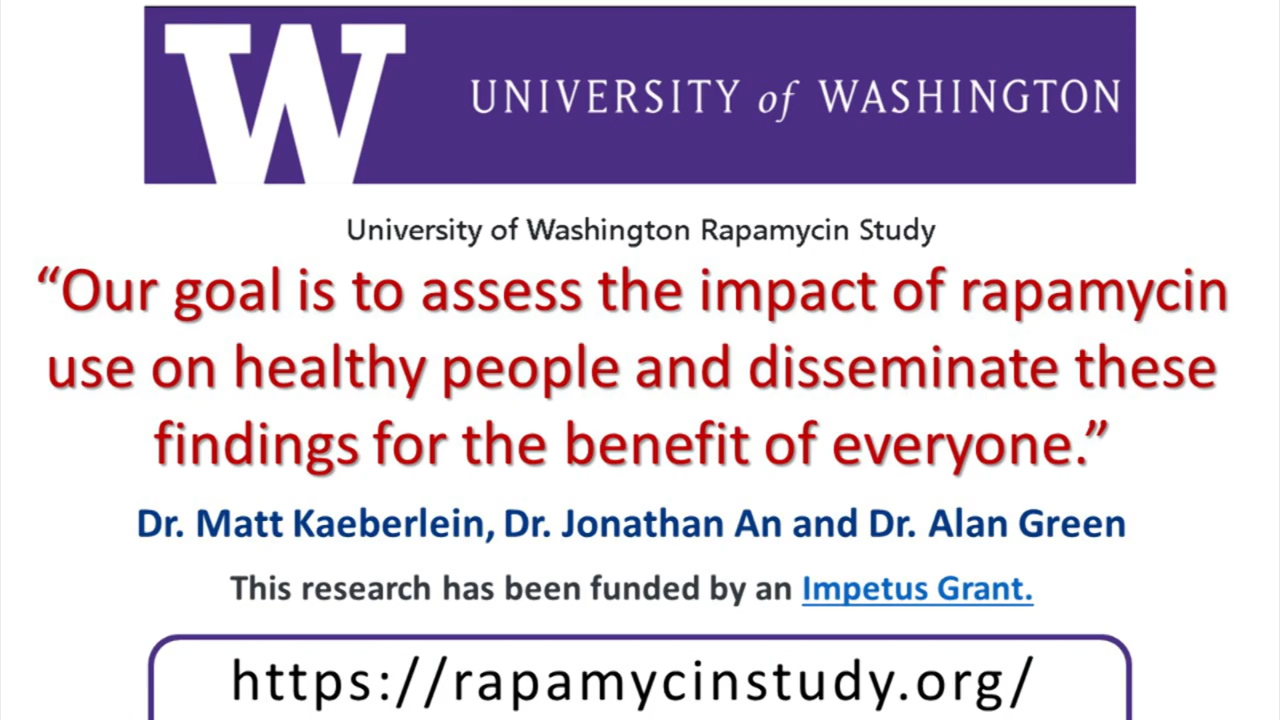 W
UNIVERSITY of WASHINGTON
University of Washington Rapamycin Study
“Our goal is to assess the impact of rapamycin
use on healthy people and disseminate these
findings for the benefit of everyone.”
Dr. Matt Kaeberlein, Dr. Jonathan An and Dr. Alan Green
This research has been funded by an Impetus Grant.
https://rapamycinstudy.org/